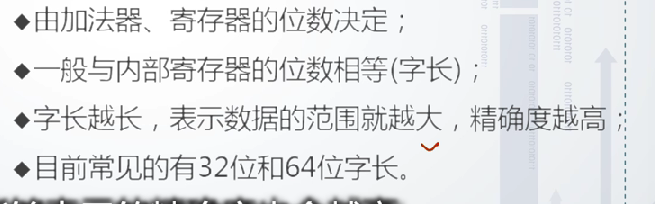 ◆由加法器、寄存器的位数决定；
◆一般与内部寄存器的位数相等(字长)；
◆字长越长，表示数据的范围就越大，精确度越高；
◆目前常见的有32位和64位字长。